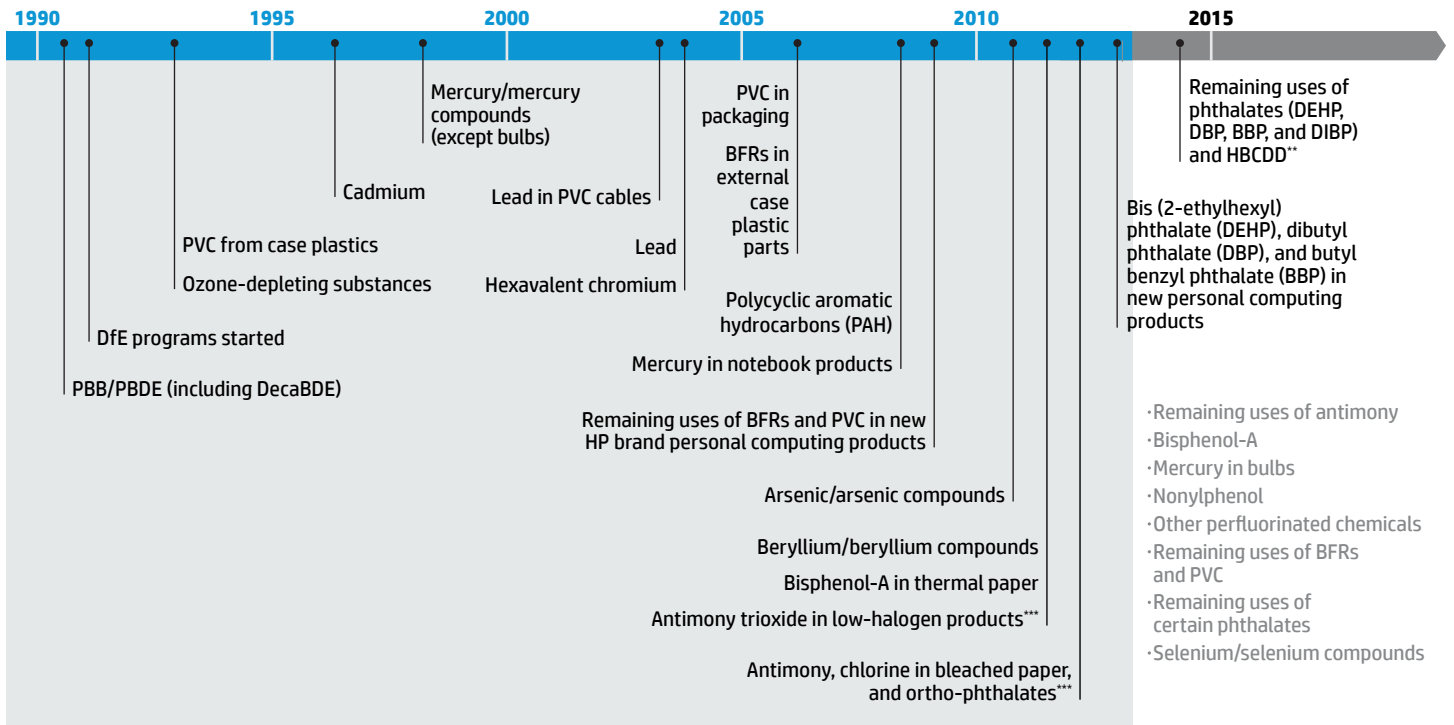 1990
1995
2000
2005
2010
2015
Mercury/mercury
compounds
(except bulbs)
Cadmium
PVC from case plastics
Ozone-depleting substances
DfE programs started
PBB/PBDE (including DecaBDE)
Lead in PVC cables
Lead
Hexavalent chromium
PVC in
packaging
BFRs in
external
case
plastic
parts
Polycyclic aromatic
hydrocarbons (PAH)
Mercury in notebook products
Remaining uses of BFRs and PVC in new
HP brand personal computing products
Arsenic/arsenic compounds
Beryllium/beryllium compounds
Bisphenol-A in thermal paper
Antimony trioxide in low-halogen products***
Antimony, chlorine in bleached paper,
and ortho-phthalates***
Remaining uses of
phthalates (DEHP,
DBP, BBP, and DIBP)
and HBCDD**
Bis (2-ethylhexyl)
phthalate (DEHP), dibutyl
phthalate (DBP), and butyl
benzyl phthalate (BBP) in
new personal computing
products
·Remaining uses of antimony
·Bisphenol-A
·Mercury in bulbs
·Nonylphenol
·Other perfluorinated chemicals
·Remaining uses of BFRs
and PVC
·Remaining uses of
certain phthalates
·Selenium/selenium compounds